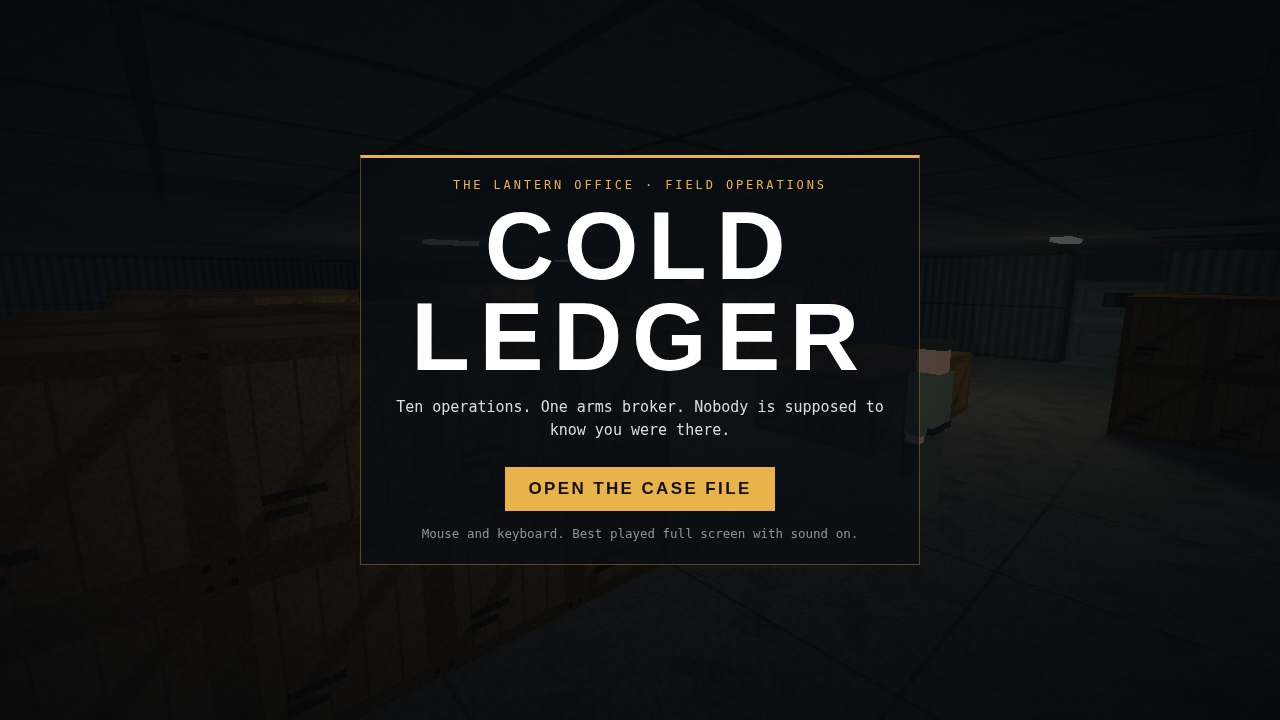 THE LANTERN OFFICE · FIELD OPERATIONS
COLD
LEDGER
Ten operations. One arms broker. Nobody is supposed to
know you were there.
OPEN THE CASE FILE
Mouse and keyboard. Best played full screen with sound on.